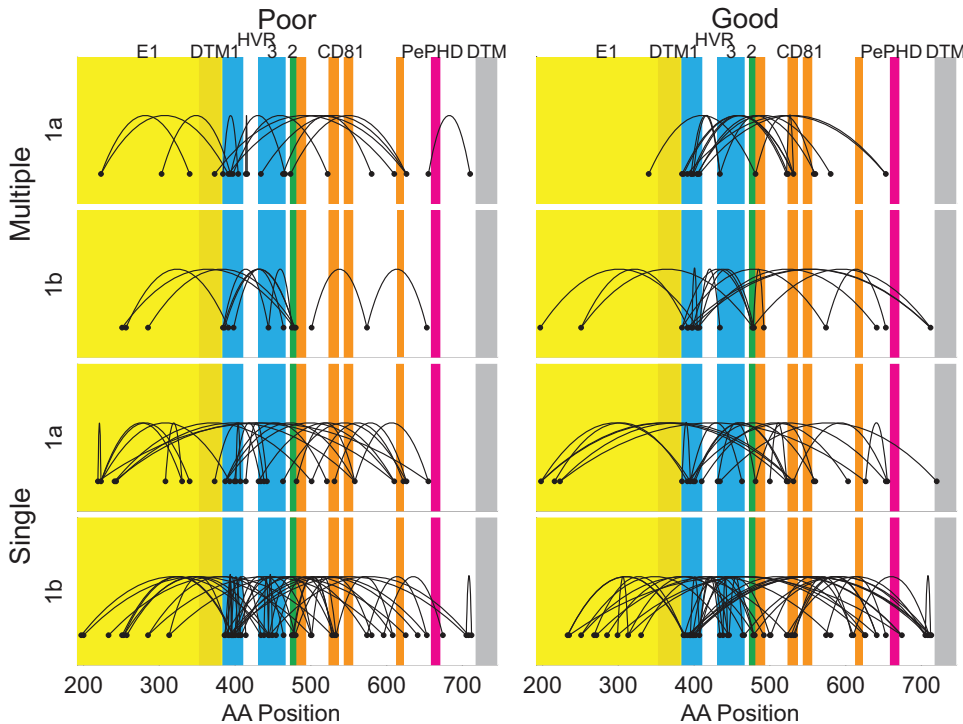 Poor Good
HVR HVR
E1 DTM1 3 2 CD81 PePHD DTM E1 DTM1 3 2 CD81 PePHD DTM
Multiple
1a
1b
Single
1a
1b
200 300 400 500 600 700 200 300 400 500 600 700
AA Position AA Position